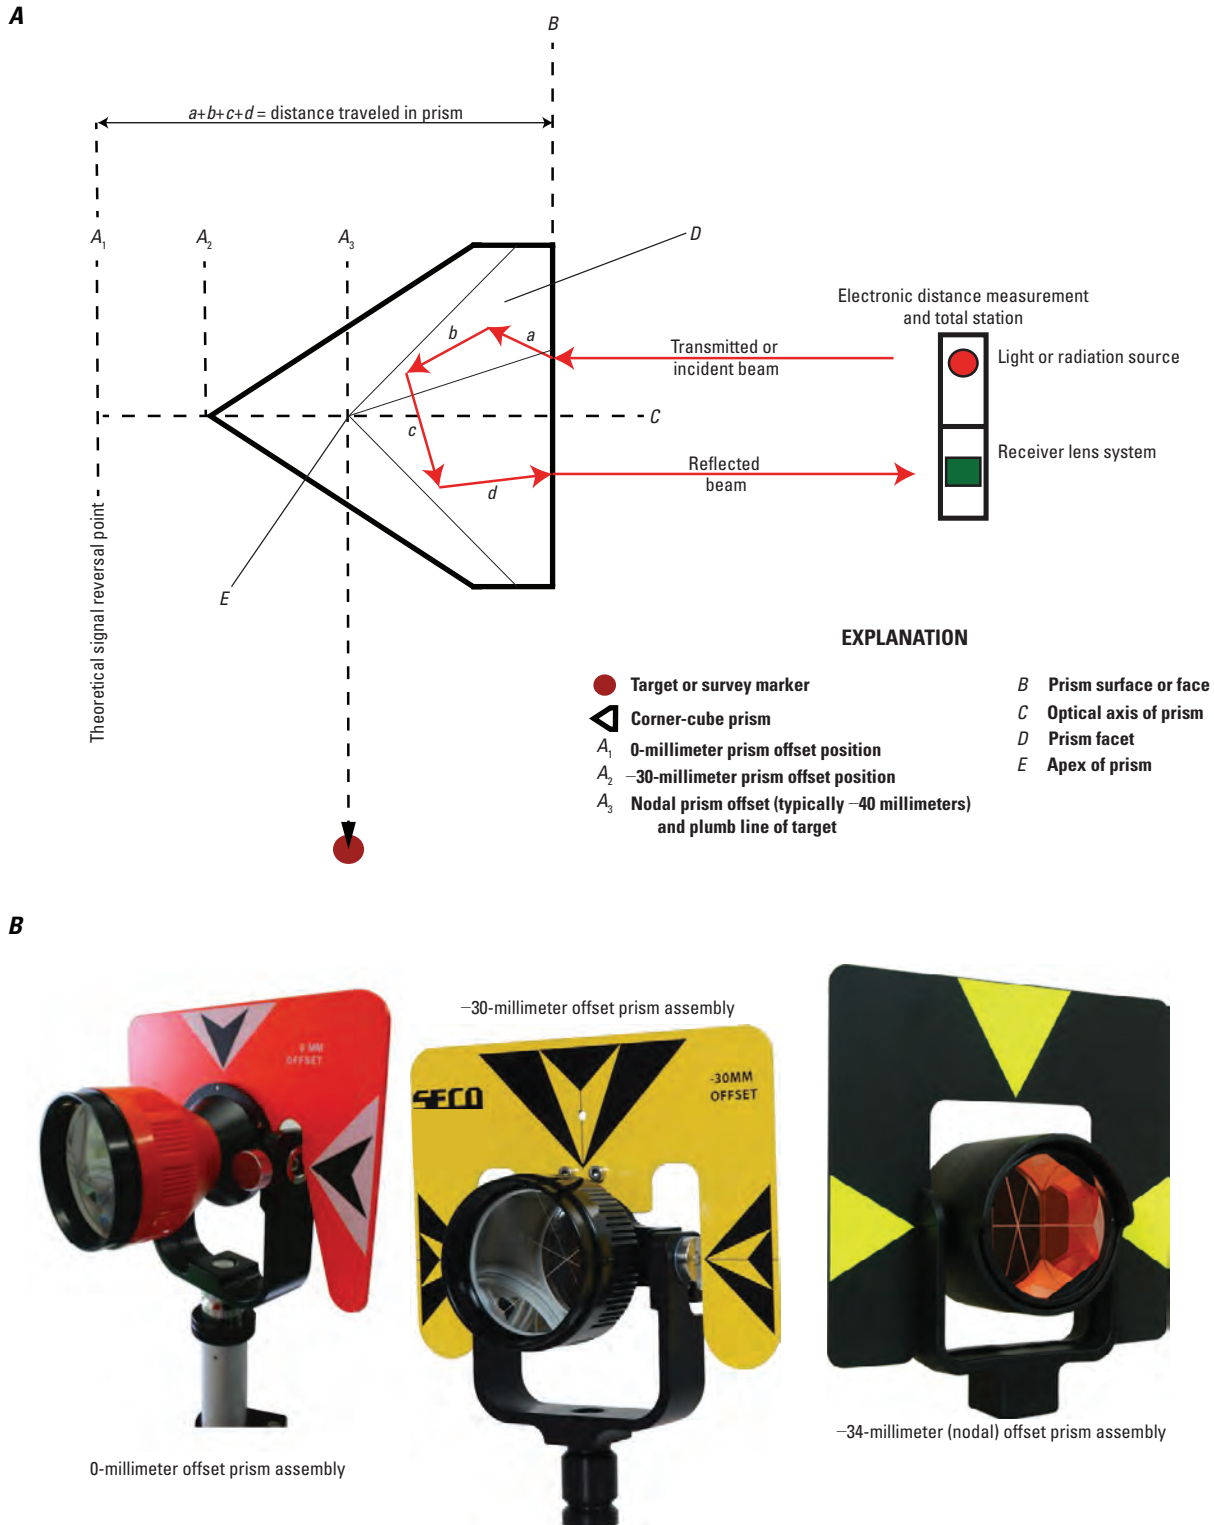 A
B
a+b+c+d = distance traveled in prism
A1
A2
A3
D
Electronic distance measurement
and total station
b
a
Transmitted or
incident beam
Light or radiation source
C
c
d
Reflected
beam
Receiver lens system
Theoretical signal reversal point
E
EXPLANATION
Target or survey marker
Corner-cube prism
A1 0-millimeter prism offset position
A2 −30-millimeter prism offset position
A3 Nodal prism offset (typically −40 millimeters)
and plumb line of target
B Prism surface or face
C Optical axis of prism
D Prism facet
E Apex of prism
B
−30-millimeter offset prism assembly
0 MM
OFFSET
SECO
-30MM
OFFSET
−34-millimeter (nodal) offset prism assembly
0-millimeter offset prism assembly